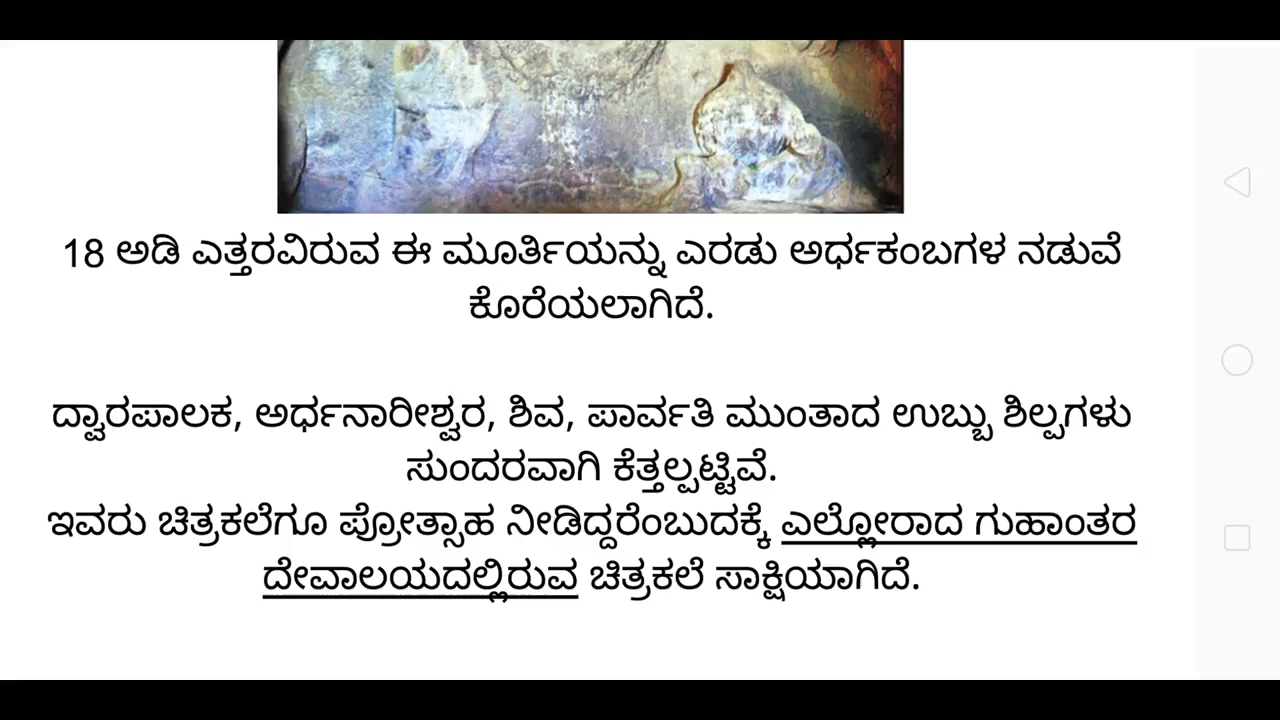 18 ಅಡಿ ಎತ್ತರವಿರುವ ಈ ಮೂರ್ತಿಯನ್ನು ಎರಡು ಅರ್ಧಕಂಬಗಳ ನಡುವೆ
ಕೊರೆಯಲಾಗಿದೆ.
ದ್ವಾರಪಾಲಕ, ಅರ್ಧನಾರೀಶ್ವರ, ಶಿವ, ಪಾರ್ವತಿ ಮುಂತಾದ ಉಬ್ಬು ಶಿಲ್ಪಗಳು
ಸುಂದರವಾಗಿ ಕೆತ್ತಲ್ಪಟ್ಟಿವೆ.
ಇವರು ಚಿತ್ರಕಲೆಗೂ ಪ್ರೋತ್ಸಾಹ ನೀಡಿದ್ದರೆಂಬುದಕ್ಕೆ ಎಲ್ಲೋರಾದ ಗುಹಾಂತರ
ದೇವಾಲಯದಲ್ಲಿರುವ ಚಿತ್ರಕಲೆ ಸಾಕ್ಷಿಯಾಗಿದೆ.